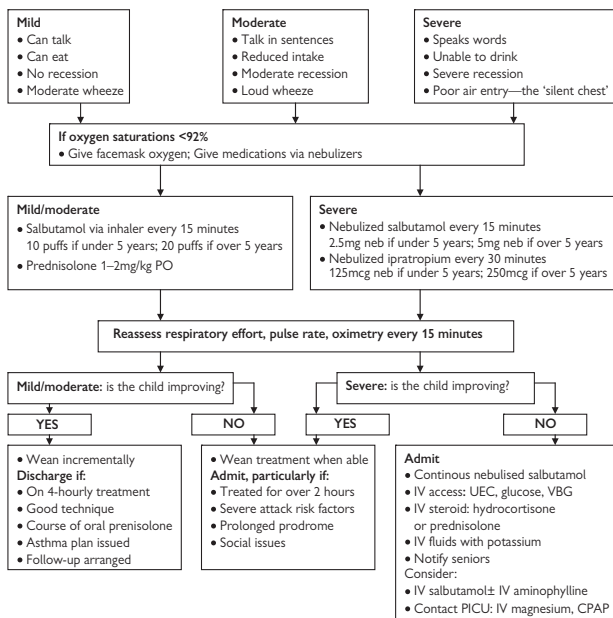 Mild
• Can talk
• Can eat
• No recession
• Moderate wheeze
Moderate
• Talk in sentences
• Reduced intake
• Moderate recession
• Loud wheeze
Severe
• Speaks words
• Unable to drink
• Severe recession
• Poor air entry—the ‘silent chest’
If oxygen saturations <92%
• Give facemask oxygen; Give medications via nebulizers
Mild/moderate
• Salbutamol via inhaler every 15 minutes
10 puffs if under 5 years; 20 puffs if over 5 years
• Prednisolone 1–2mg/kg PO
Severe
• Nebulized salbutamol every 15 minutes
2.5mg neb if under 5 years; 5mg neb if over 5 years
• Nebulized ipratropium every 30 minutes
125mcg neb if under 5 years; 250mcg if over 5 years
Reassess respiratory effort, pulse rate, oximetry every 15 minutes
Mild/moderate: is the child improving?
Severe: is the child improving?
YES
NO
YES
NO
• Wean incrementally
Discharge if:
• On 4-hourly treatment
• Good technique
• Course of oral prenisolone
• Asthma plan issued
• Follow-up arranged
• Wean treatment when able
Admit, particularly if:
• Treated for over 2 hours
• Severe attack risk factors
• Prolonged prodrome
• Social issues
Admit
• Continous nebulised salbutamol
• IV access: UEC, glucose, VBG
• IV steroid: hydrocortisone
or prednisolone
• IV fluids with potassium
• Notify seniors
Consider:
• IV salbutamol± IV aminophylline
• Contact PICU: IV magnesium, CPAP